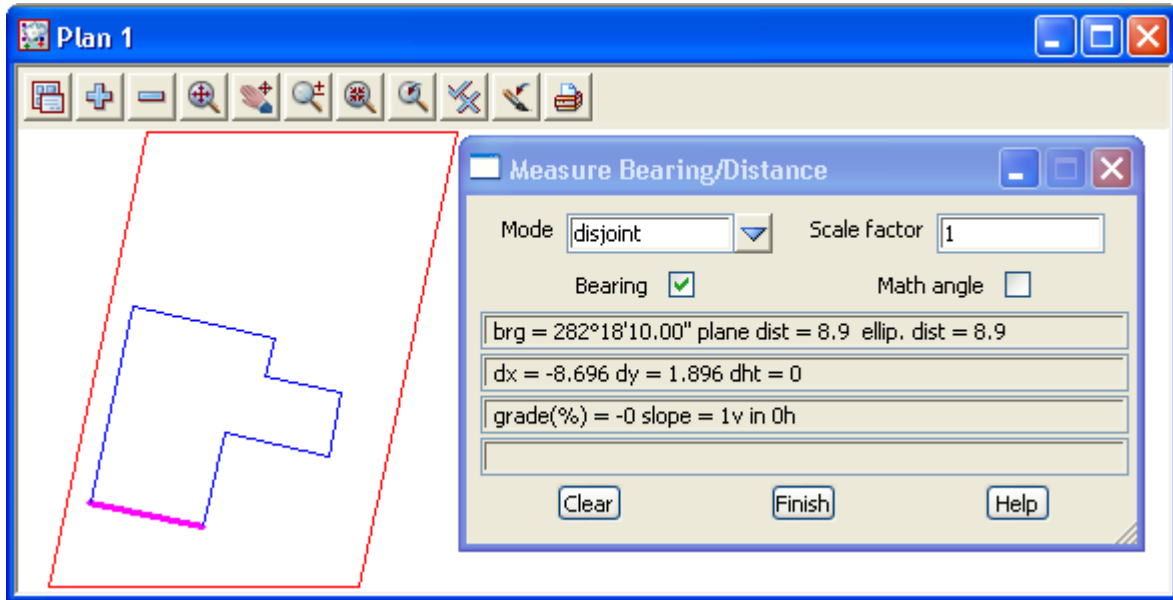 Plan 1
Measure Bearing/Distance
Mode disjoint Scale factor 1
Bearing Math angle
brg = 282°18'10.00" plane dist = 8.9 ellip. dist = 8.9
dx = -8.696 dy = 1.896 dht = 0
grade(%) = -0 slope = 1v in 0h
Clear Finish Help